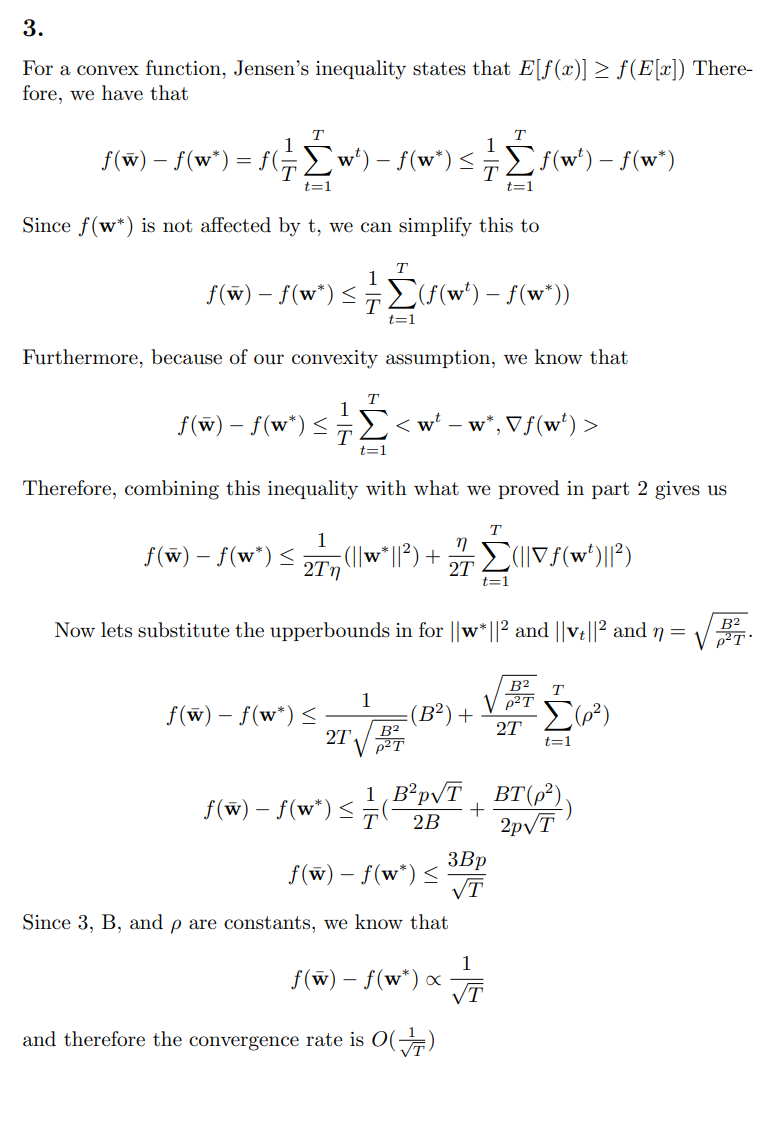 3.
For a convex function, Jensen's inequality states that $E[f(x)] \geq f(E[x])$ There-
fore, we have that
$f(\bar{\mathbf{w}}) - f(\mathbf{w}^*) = f(\frac{1}{T}\sum_{t=1}^{T} \mathbf{w}^t) - f(\mathbf{w}^*) \leq \frac{1}{T}\sum_{t=1}^{T} f(\mathbf{w}^t) - f(\mathbf{w}^*)$
Since $f(\mathbf{w}^*)$ is not affected by t, we can simplify this to
$f(\bar{\mathbf{w}}) - f(\mathbf{w}^*) \leq \frac{1}{T}\sum_{t=1}^{T} (f(\mathbf{w}^t) - f(\mathbf{w}^*))$
Furthermore, because of our convexity assumption, we know that
$f(\bar{\mathbf{w}}) - f(\mathbf{w}^*) \leq \frac{1}{T}\sum_{t=1}^{T} < \mathbf{w}^t - \mathbf{w}^*, \nabla f(\mathbf{w}^t) >$
Therefore, combining this inequality with what we proved in part 2 gives us
$f(\bar{\mathbf{w}}) - f(\mathbf{w}^*) \leq \frac{1}{2T\eta}(||\mathbf{w}^*||^2) + \frac{\eta}{2T}\sum_{t=1}^{T} (||\nabla f(\mathbf{w}^t)||^2)$
Now lets substitute the upperbounds in for $||\mathbf{w}^*||^2$ and $||\mathbf{v}_t||^2$ and $\eta = \sqrt{\frac{B^2}{\rho^2 T}}$.
$f(\bar{\mathbf{w}}) - f(\mathbf{w}^*) \leq \frac{1}{2T\sqrt{\frac{B^2}{\rho^2 T}}}(B^2) + \frac{\sqrt{\frac{B^2}{\rho^2 T}}}{2T}\sum_{t=1}^{T} (\rho^2)$
$f(\bar{\mathbf{w}}) - f(\mathbf{w}^*) \leq \frac{1}{T}(\frac{B^2 p\sqrt{T}}{2B} + \frac{BT(\rho^2)}{2p\sqrt{T}})$
$f(\bar{\mathbf{w}}) - f(\mathbf{w}^*) \leq \frac{3Bp}{\sqrt{T}}$
Since 3, B, and $\rho$ are constants, we know that
$f(\bar{\mathbf{w}}) - f(\mathbf{w}^*) \propto \frac{1}{\sqrt{T}}$
and therefore the convergence rate is $O(\frac{1}{\sqrt{T}})$